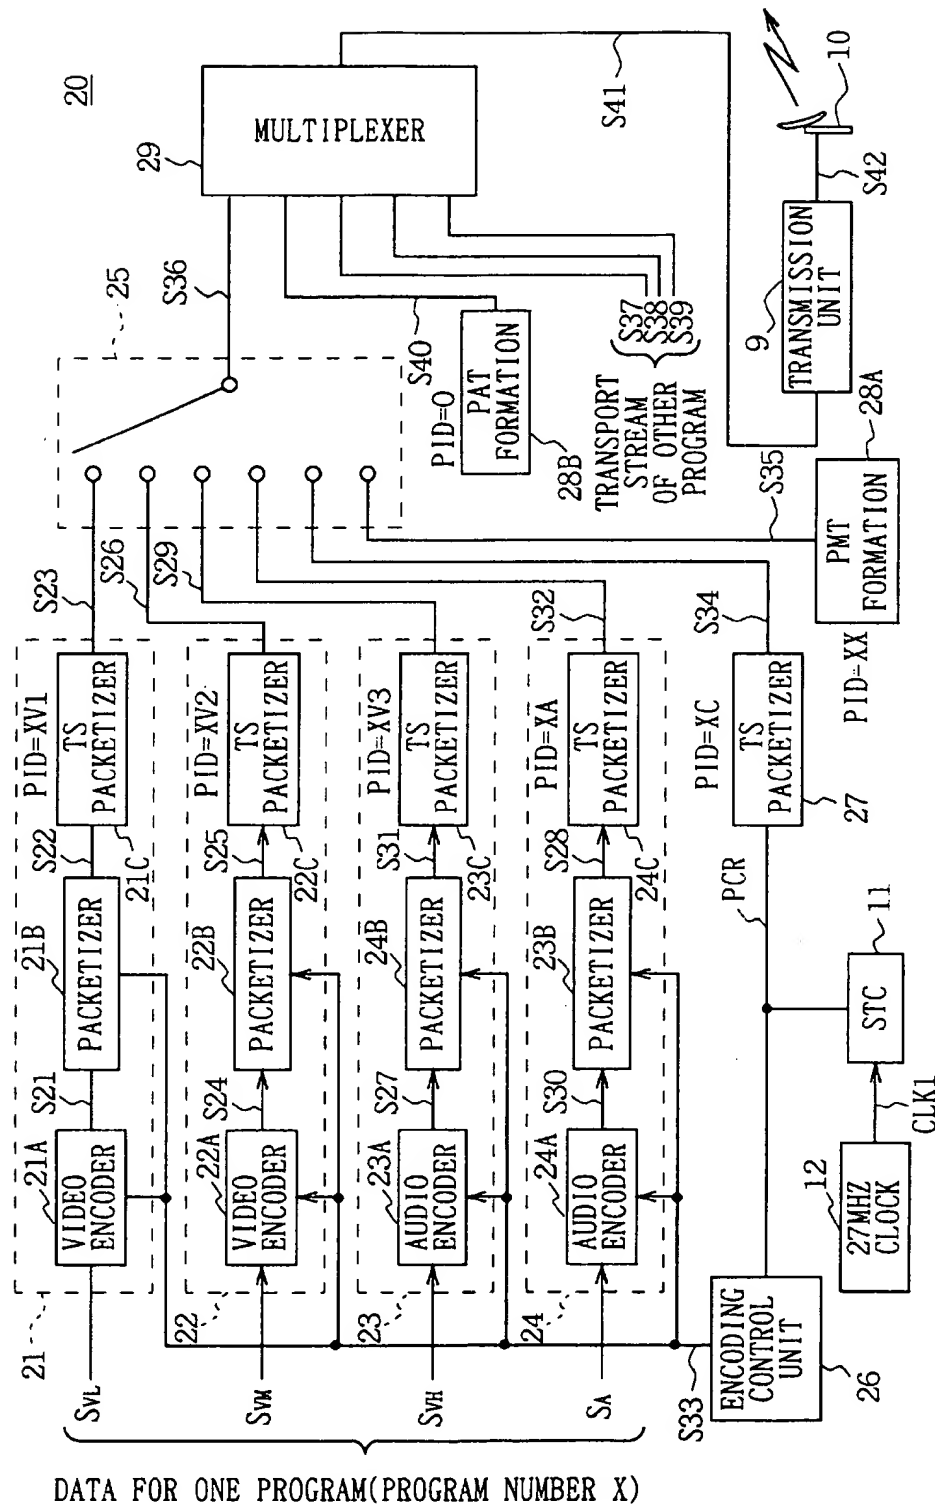 20
DATA FOR ONE PROGRAM(PROGRAM NUMBER X)
SVL
21
21A
VIDEO
ENCODER
S21
21B
PACKETIZER
S22
PID=XV1
TS
PACKETIZER
21C
S23
SVM
22
22A
VIDEO
ENCODER
S24
22B
PACKETIZER
S25
PID=XV2
TS
PACKETIZER
22C
S26
SVH
23
23A
AUDIO
ENCODER
S27
24B
PACKETIZER
S31
PID=XV3
TS
PACKETIZER
23C
S29
SA
24
24A
AUDIO
ENCODER
S30
23B
PACKETIZER
S28
PID=XA
TS
PACKETIZER
24C
S32
S33
ENCODING
CONTROL
UNIT
26
12
27MHZ
CLOCK
CLK1
STC
11
PCR
PID=XC
TS
PACKETIZER
27
S34
PID=XX
PMT
FORMATION
28A
S35
25
S36
PID=O
PAT
FORMATION
28B
S40
TRANSPORT
STREAM
OF OTHER
PROGRAM
S37
S38
S39
29
MULTIPLEXER
S41
9
TRANSMISSION
UNIT
S42
10